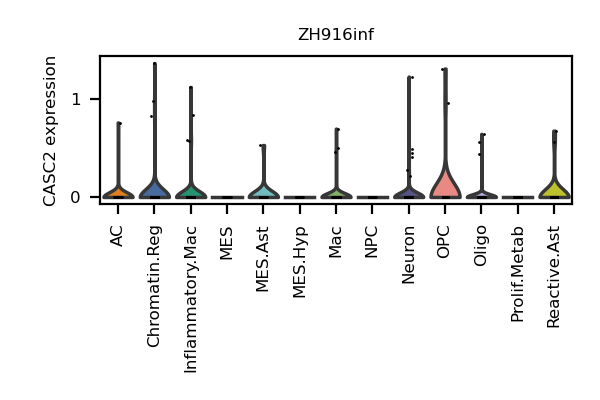 ZH916inf
CASC2 expression
1
0
AC
Chromatin.Reg
Inflammatory.Mac
MES
MES.Ast
MES.Hyp
Mac
NPC
Neuron
OPC
Oligo
Prolif.Metab
Reactive.Ast